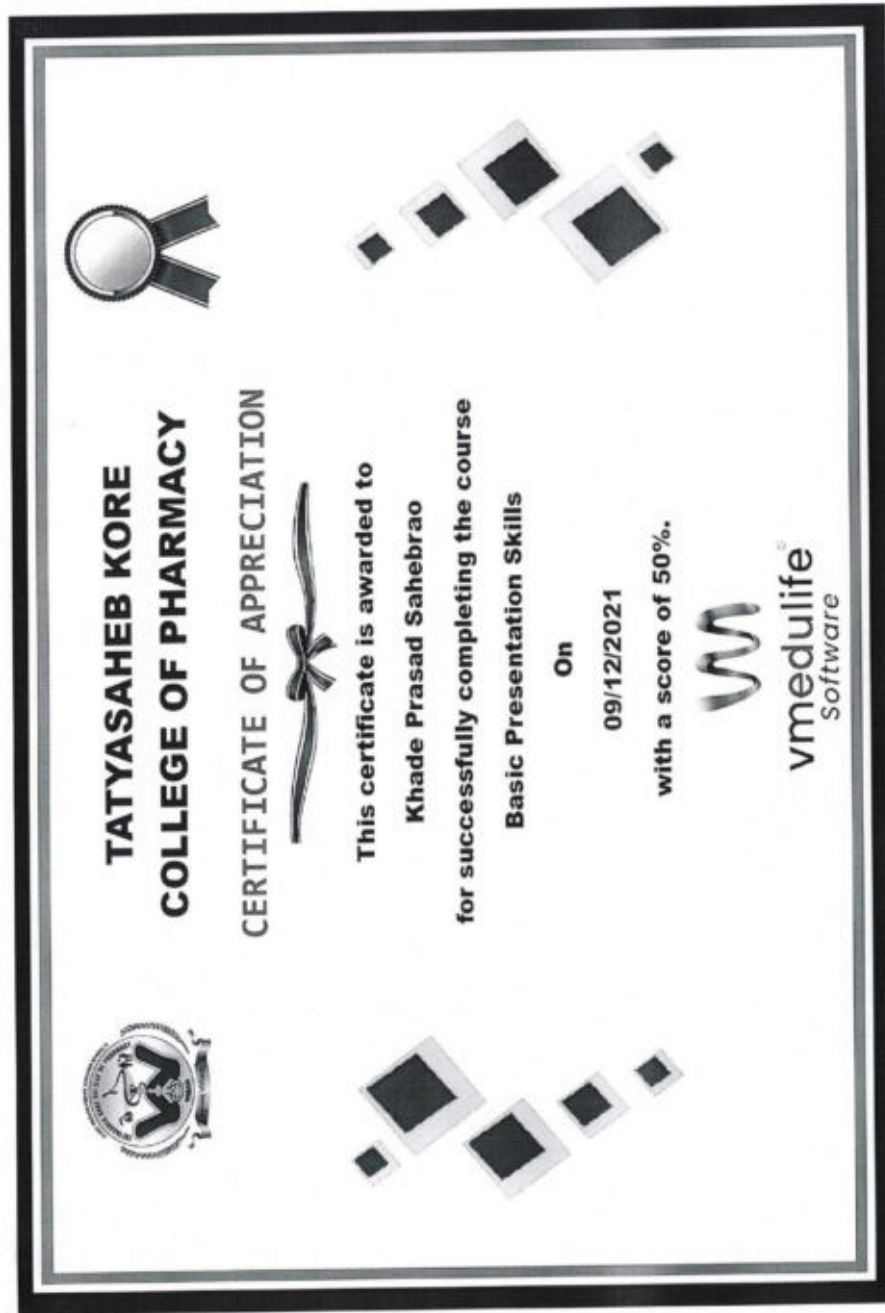 TATYASAHEB KORE
COLLEGE OF PHARMACY
CERTIFICATE OF APPRECIATION
This certificate is awarded to
Khade Prasad Sahebrao
for successfully completing the course
Basic Presentation Skills
On
09/12/2021
with a score of 50%.
vmedulife©
Software